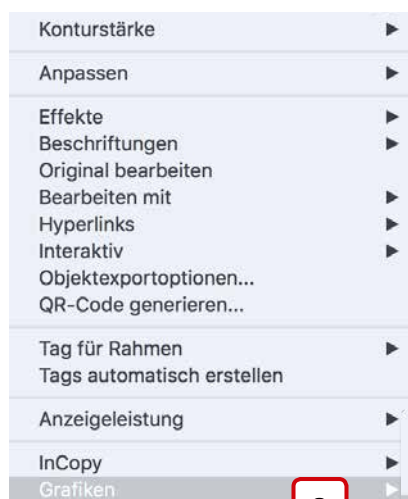 Konturstärke
Anpassen
Effekte
Beschriftungen
Original bearbeiten
Bearbeiten mit
Hyperlinks
Interaktiv
Objektexportoptionen...
QR-Code generieren...
Tag für Rahmen
Tags automatisch erstellen
Anzeigeleistung
InCopy
Grafiken